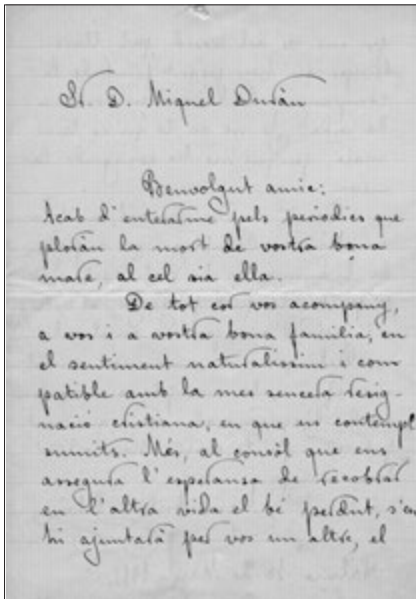 Sr. D. Miquel Durán
Benvolgut amic:
Acab d'enterarme pels periodics que
ploràn la mort de vostra bona
mare, al cel sia ella.
De tot cor vos acompany,
a vos i a vostra bona familia, en
el sentiment naturalissim i com
patible amb la mes sencera resig-
nació cristiana, en que us contempl
sumits. Més, al consòl que ens
assegura l'esperansa de recobrar
en l'altra vida el bé perdut, s'en
hi ajuntarà per vos un altre, el